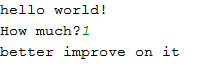 hello world!
How much?1
better improve on it